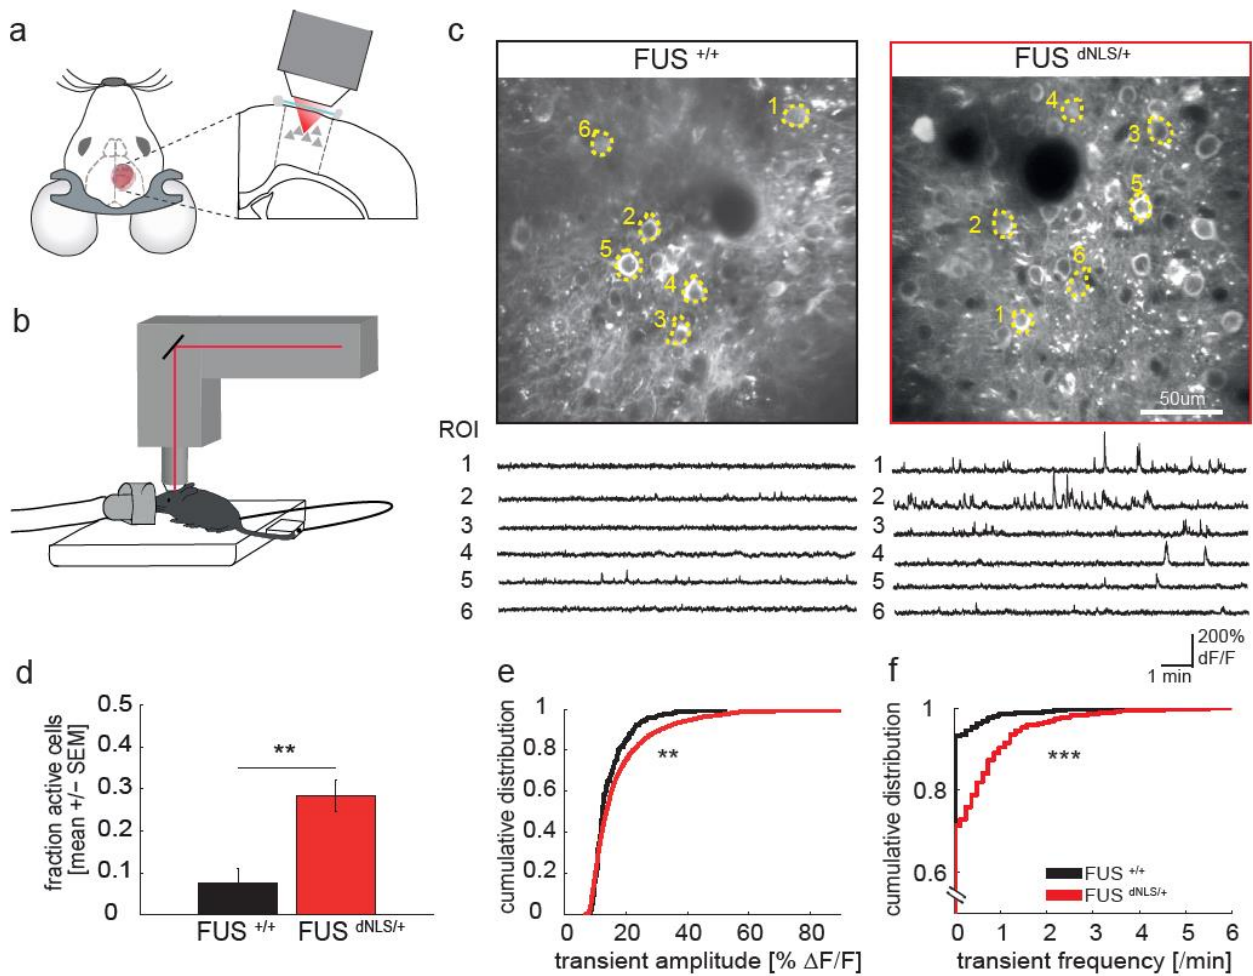 a
b
c
FUS +/+
1
6
2
5
4
3
FUS dNLS/+
4
3
5
2
6
1
50um
ROI
1
2
3
4
5
6
1
2
3
4
5
6
200%
dF/F
1 min
d
fraction active cells
[mean +/− SEM]
0.5
0.4
0.3
0.2
0.1
0
**
FUS +/+
FUS dNLS/+
e
cumulative distribution
1
0.8
0.6
0.4
0.2
0
**
0 20 40 60 80
transient amplitude [% ΔF/F]
f
cumulative distribution
1
0.8
0.6
***
FUS +/+
FUS dNLS/+
0 1 2 3 4 5 6
transient frequency [/min]